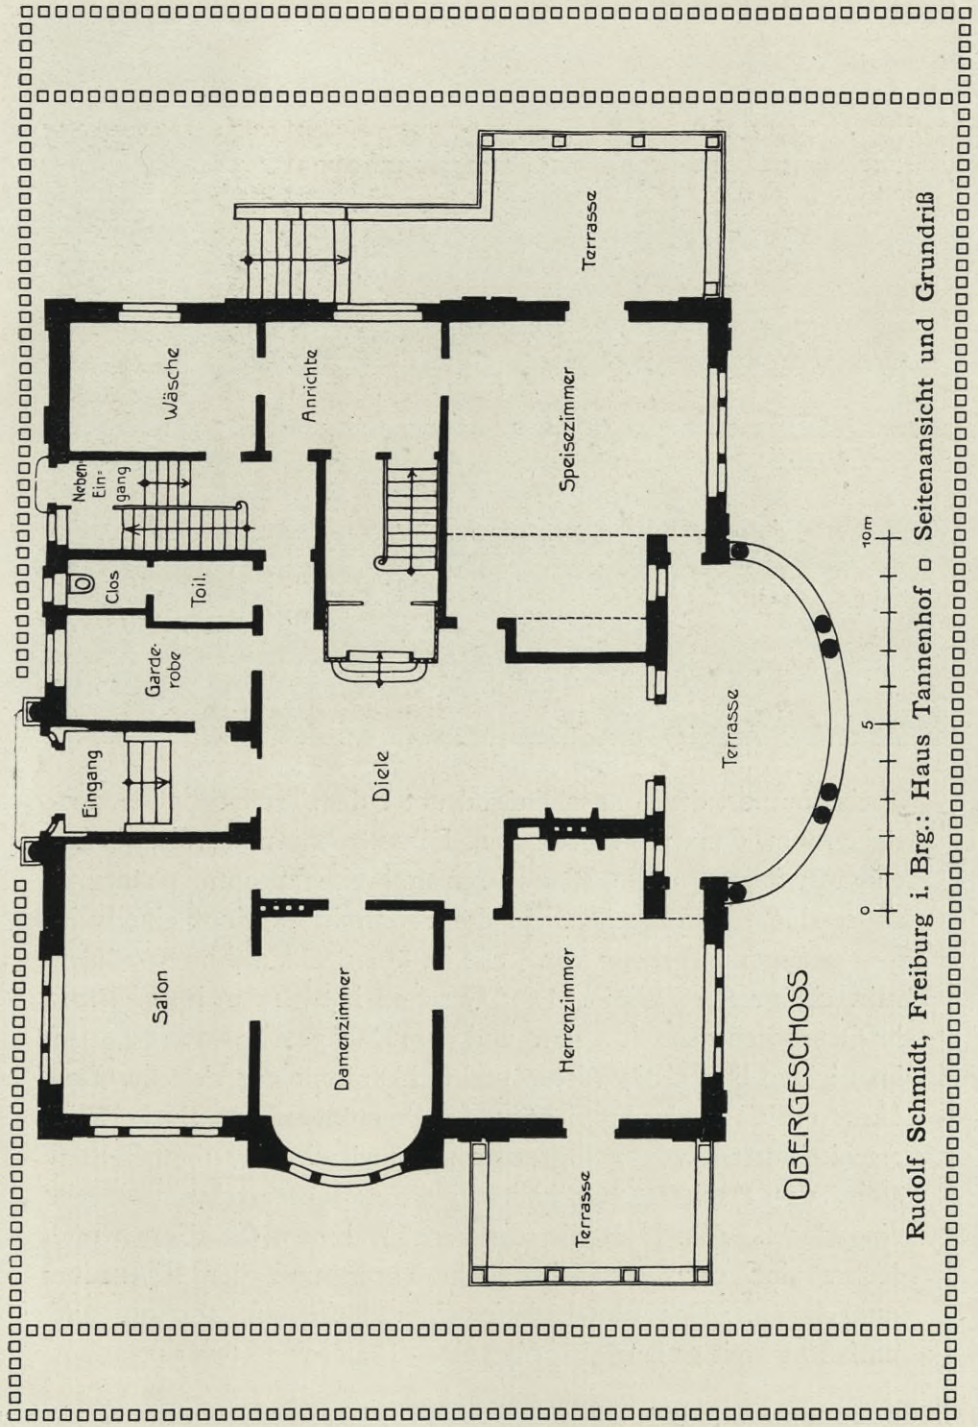 Salon
Eingang
Garde-
robe
Clos
Toil.
Neben-
Ein=
gang
Wäsche
Damenzimmer
Diele
Anrichte
Terrasse
Herrenzimmer
Speisezimmer
Terrasse
Terrasse
OBERGESCHOSS
0
5
10m
Rudolf Schmidt, Freiburg i. Brg.: Haus Tannenhof □ Seitenansicht und Grundriß